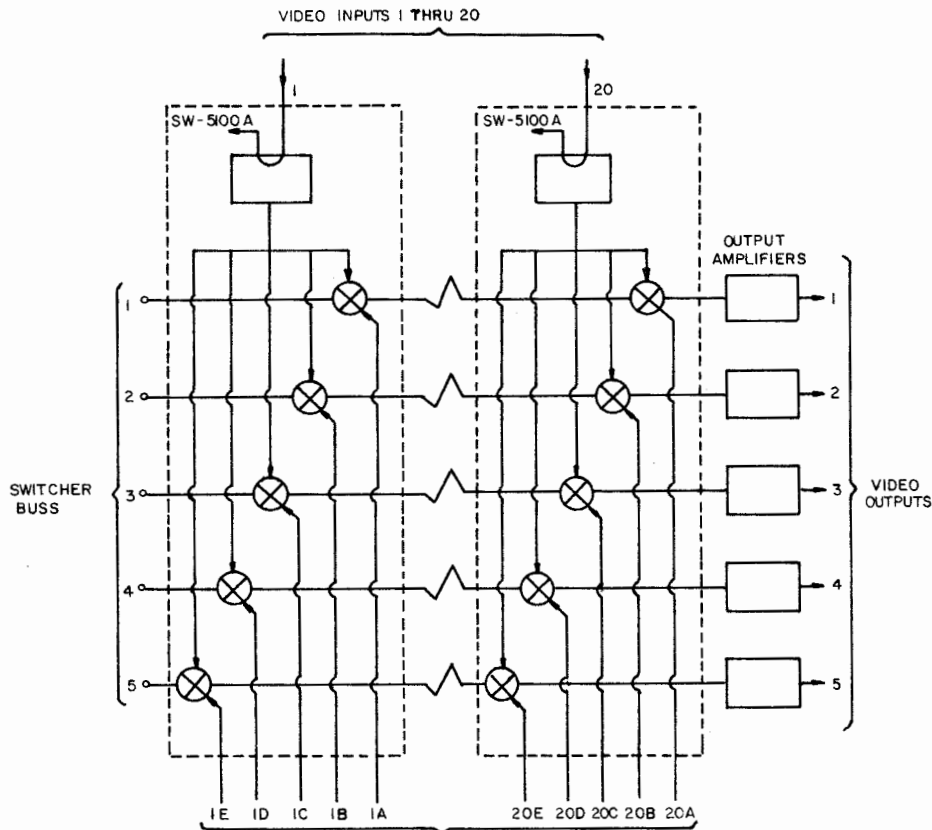 VIDEO INPUTS 1 THRU 20
1
20
SW-5100A
SW-5100A
OUTPUT
AMPLIFIERS
1
1
2
2
SWITCHER
BUSS
3
3
VIDEO
OUTPUTS
4
4
5
5
1E 1D 1C 1B 1A 20E 20D 20C 20B 20A